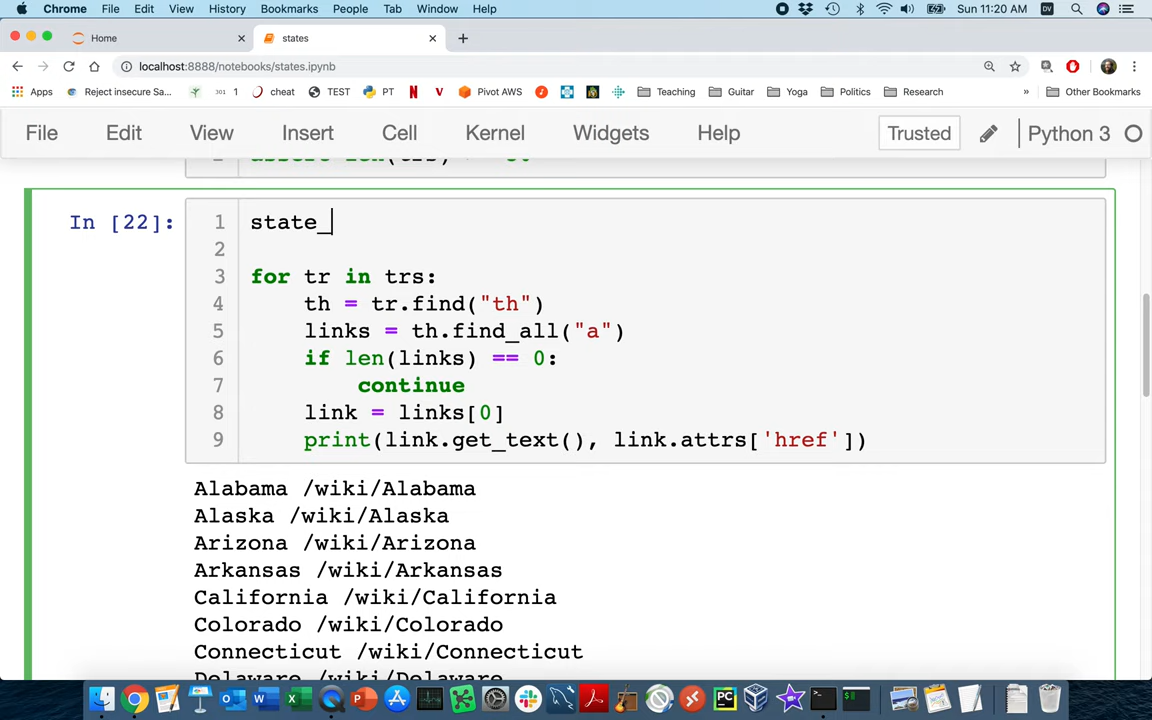 Chrome File Edit View History Bookmarks People Tab Window Help Sun 11:20 AM
Home states
localhost:8888/notebooks/states.ipynb
Apps Reject insecure Sa... 301 1 cheat TEST PT V Pivot AWS Teaching Guitar Yoga Politics Research » Other Bookmarks
File Edit View Insert Cell Kernel Widgets Help Trusted Python 3
In [22]: 1 state_
2
3 for tr in trs:
4 th = tr.find("th")
5 links = th.find_all("a")
6 if len(links) == 0:
7 continue
8 link = links[0]
9 print(link.get_text(), link.attrs['href'])
Alabama /wiki/Alabama
Alaska /wiki/Alaska
Arizona /wiki/Arizona
Arkansas /wiki/Arkansas
California /wiki/California
Colorado /wiki/Colorado
Connecticut /wiki/Connecticut
Delaware /wiki/Delaware